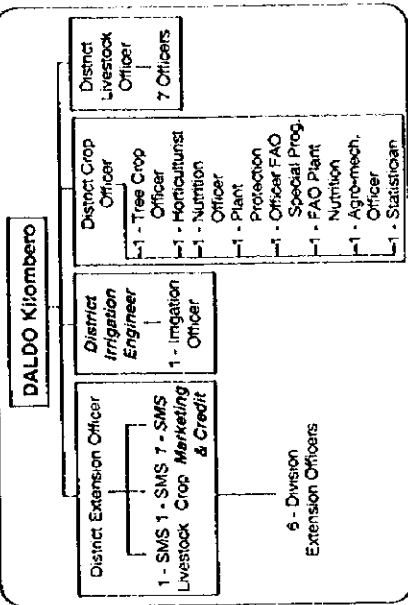 DALDO Kilombero
District Extension Officer
1 - SMS 1 - SMS 1 - SMS
Livestock Crop Marketing
& Credit
6 - Division
Extension Officers
District
Irrigation
Engineer
1 - Irrigation
Officer
District Crop
Officer
1 - Tree Crop
Officer
1 - Horticulturist
1 - Nutrition
Officer
1 - Plant
Protection
1 - Officer FAO
Special Prog.
1 - FAO Plant
Nutrition
1 - Agro-mech.
Officer
1 - Statistician
District
Livestock
Officer
7 Officers